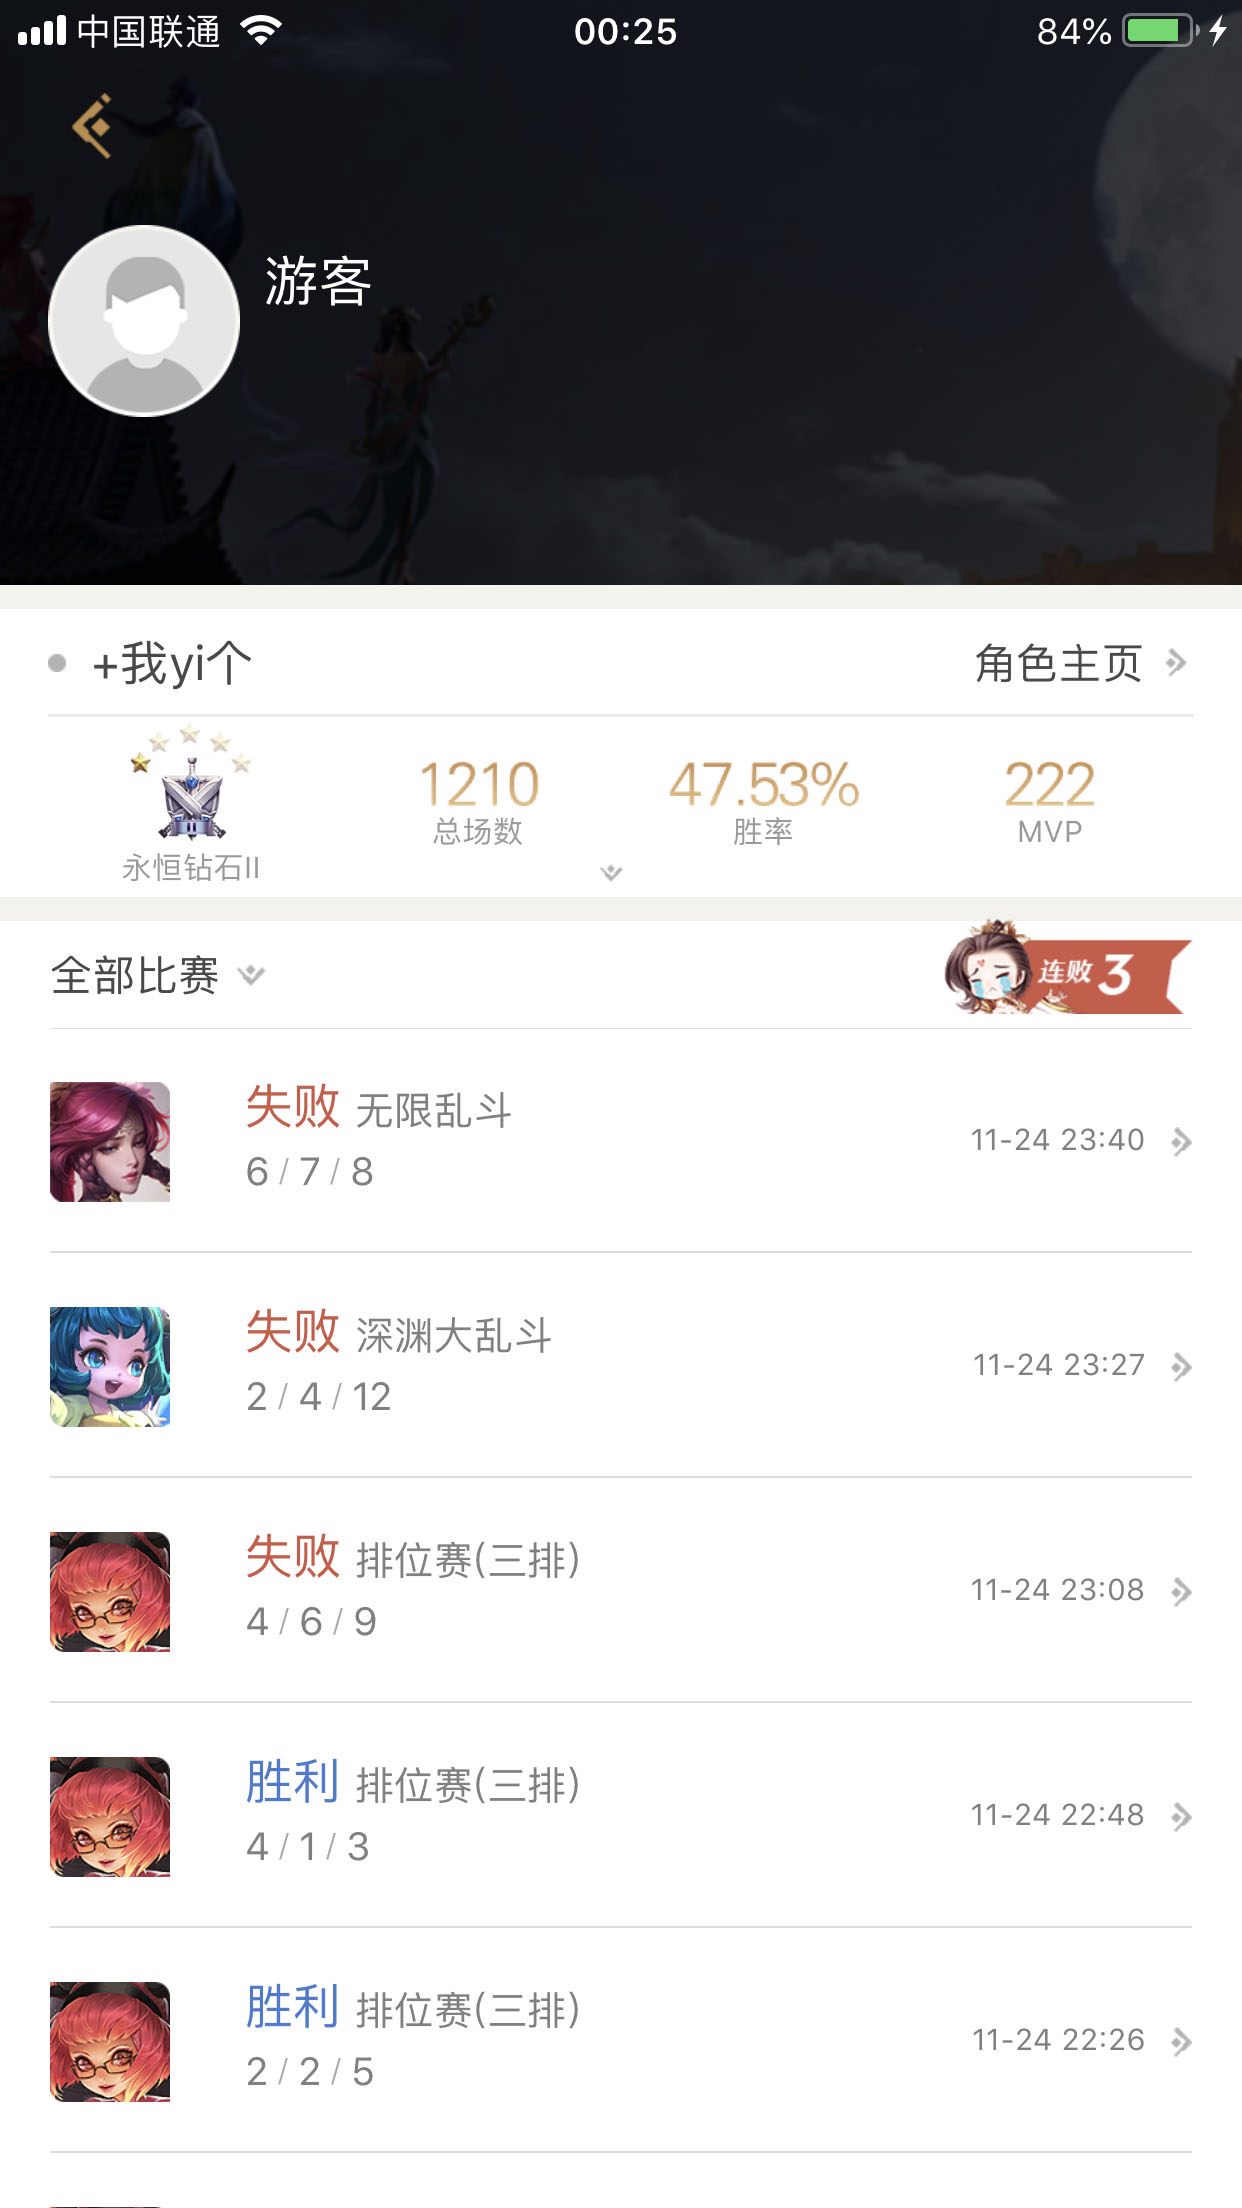 中国联通 00:25 84%
游客
+我yi个 角色主页
1210 47.53% 222
总场数 胜率 MVP
永恒钻石II
全部比赛 连败 3
失败 无限乱斗
6 / 7 / 8 11-24 23:40
失败 深渊大乱斗
2 / 4 / 12 11-24 23:27
失败 排位赛(三排)
4 / 6 / 9 11-24 23:08
胜利 排位赛(三排)
4 / 1 / 3 11-24 22:48
胜利 排位赛(三排)
2 / 2 / 5 11-24 22:26